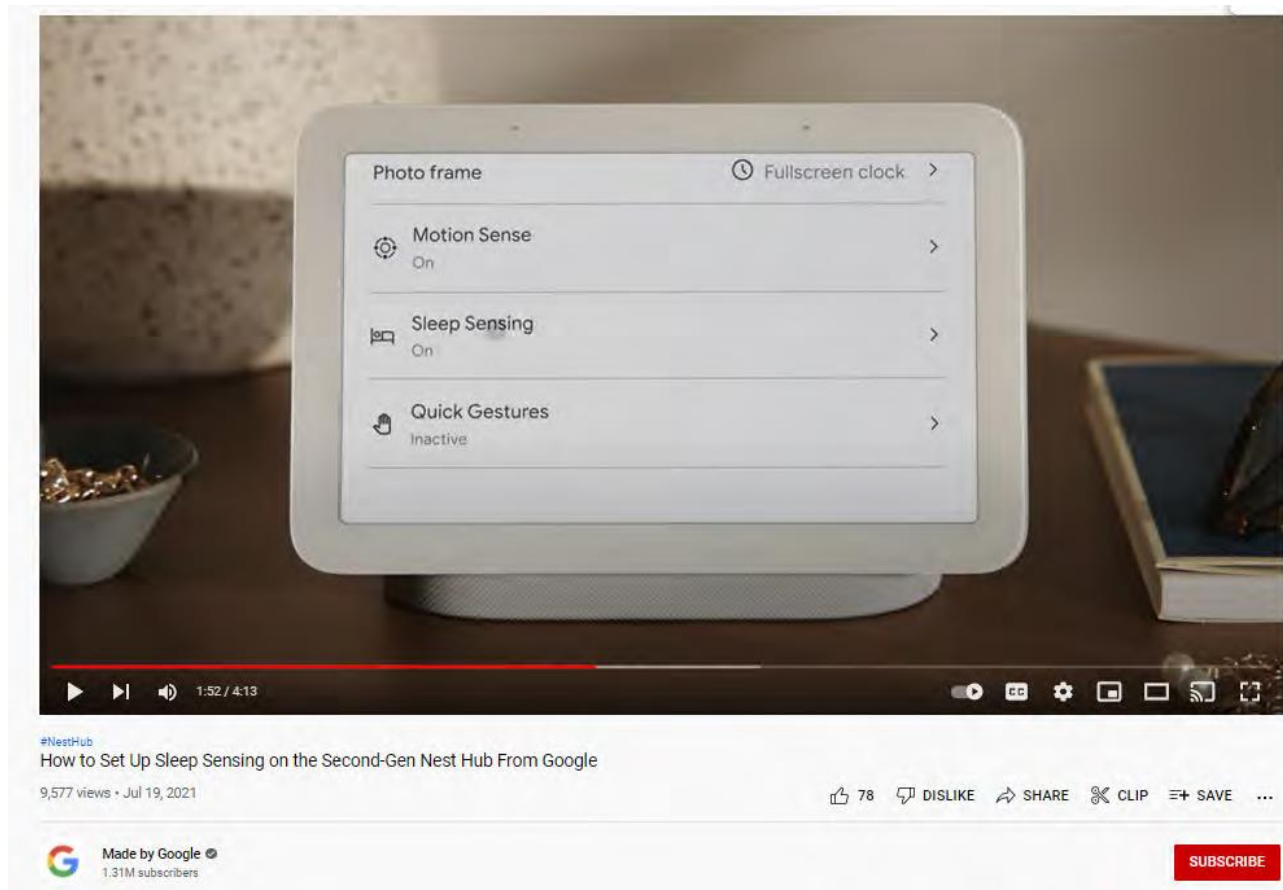 Photo frame
Fullscreen clock
Motion Sense
On
Sleep Sensing
On
Quick Gestures
Inactive
1:52 / 4:13
CC
#NestHub
How to Set Up Sleep Sensing on the Second-Gen Nest Hub From Google
9,577 views • Jul 19, 2021
78 DISLIKE SHARE CLIP SAVE ...
Made by Google
1.31M subscribers
SUBSCRIBE